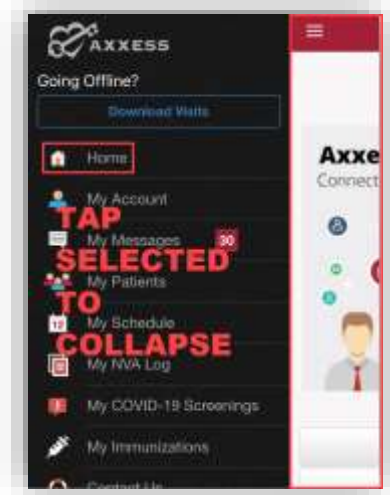 AXXESS
Going Offline?
Download Visits
Home
My Account
TAP
My Messages 30
SELECTED
My Patients
TO
My Schedule
12
COLLAPSE
My NVA Log
My COVID-19 Screenings
My Immunizations
Contact Us
Axxe
Connect